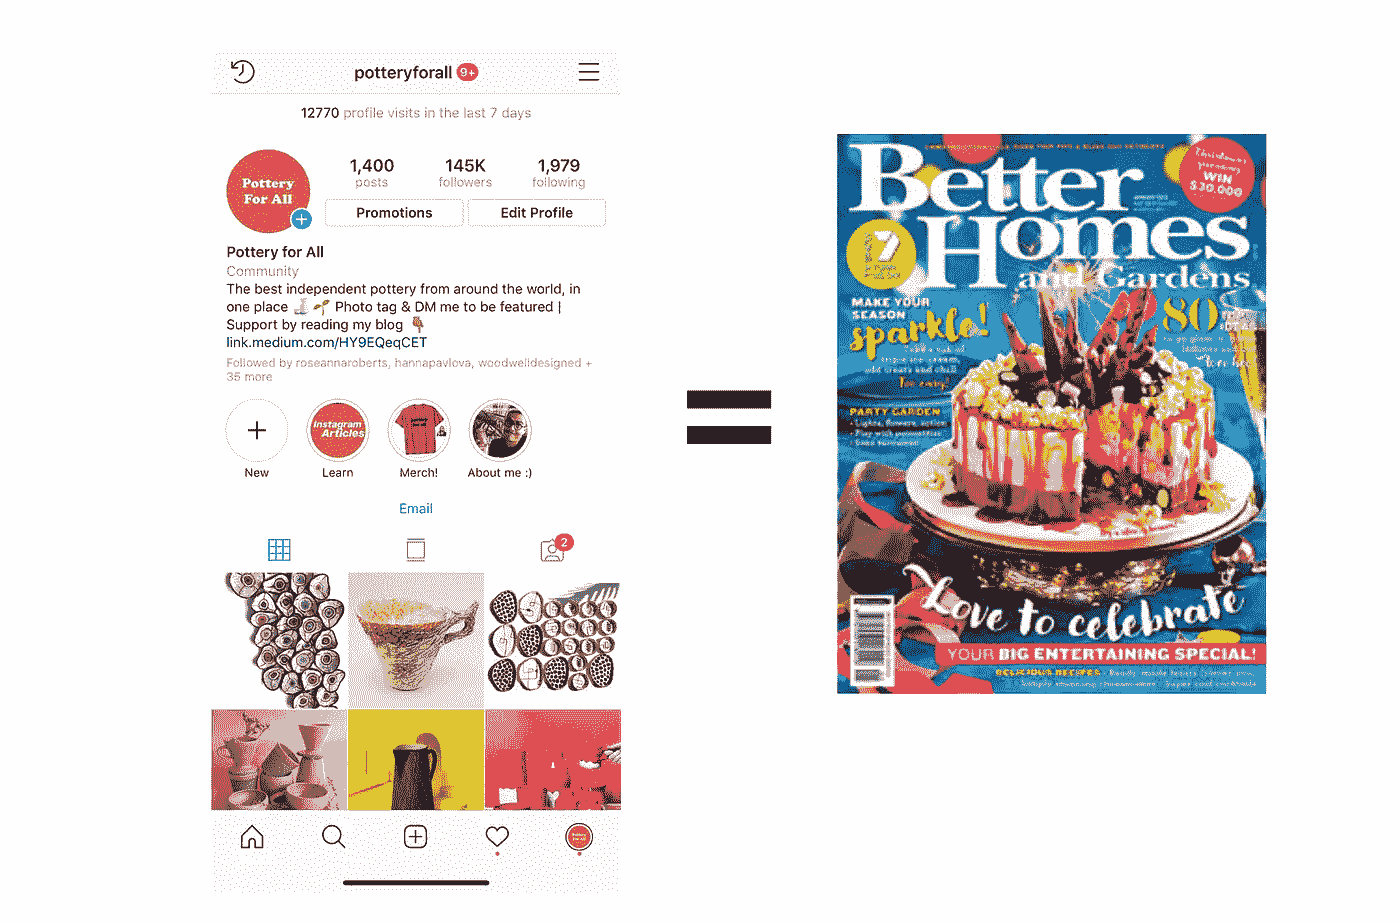 potteryforall 9+
12770 profile visits in the last 7 days
Pottery
For All
1,400 145K 1,979
posts followers following
Promotions Edit Profile
Pottery for All
Community
The best independent pottery from around the world, in
one place Photo tag & DM me to be featured |
Support by reading my blog
link.medium.com/HY9EQeqCET
Followed by roseannaroberts, hannapavlova, woodwelldesigned +
35 more
Instagram
Articles
New Learn Merch! About me :)
Email
2
Better
Homes
and Gardens
WIN
$30,000
7
MAKE YOUR
SEASON
sparkle!
80
PARTY GARDEN
Love to celebrate
YOUR BIG ENTERTAINING SPECIAL!
DELICIOUS RECIPES